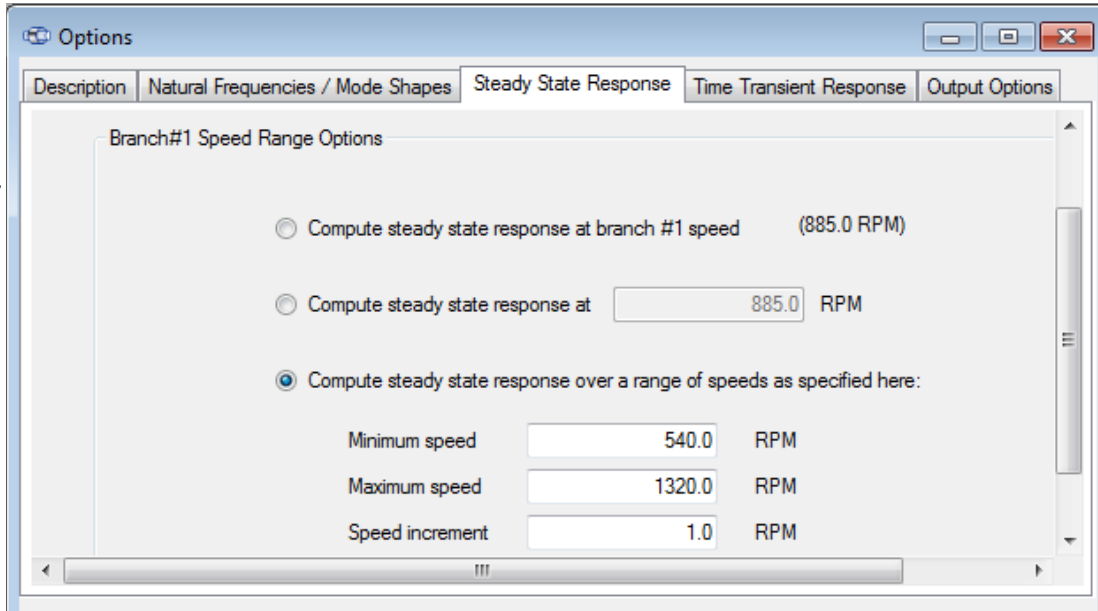 Options
Description Natural Frequencies / Mode Shapes Steady State Response Time Transient Response Output Options
Branch#1 Speed Range Options
Compute steady state response at branch #1 speed (885.0 RPM)
Compute steady state response at 885.0 RPM
Compute steady state response over a range of speeds as specified here:
Minimum speed 540.0 RPM
Maximum speed 1320.0 RPM
Speed increment 1.0 RPM